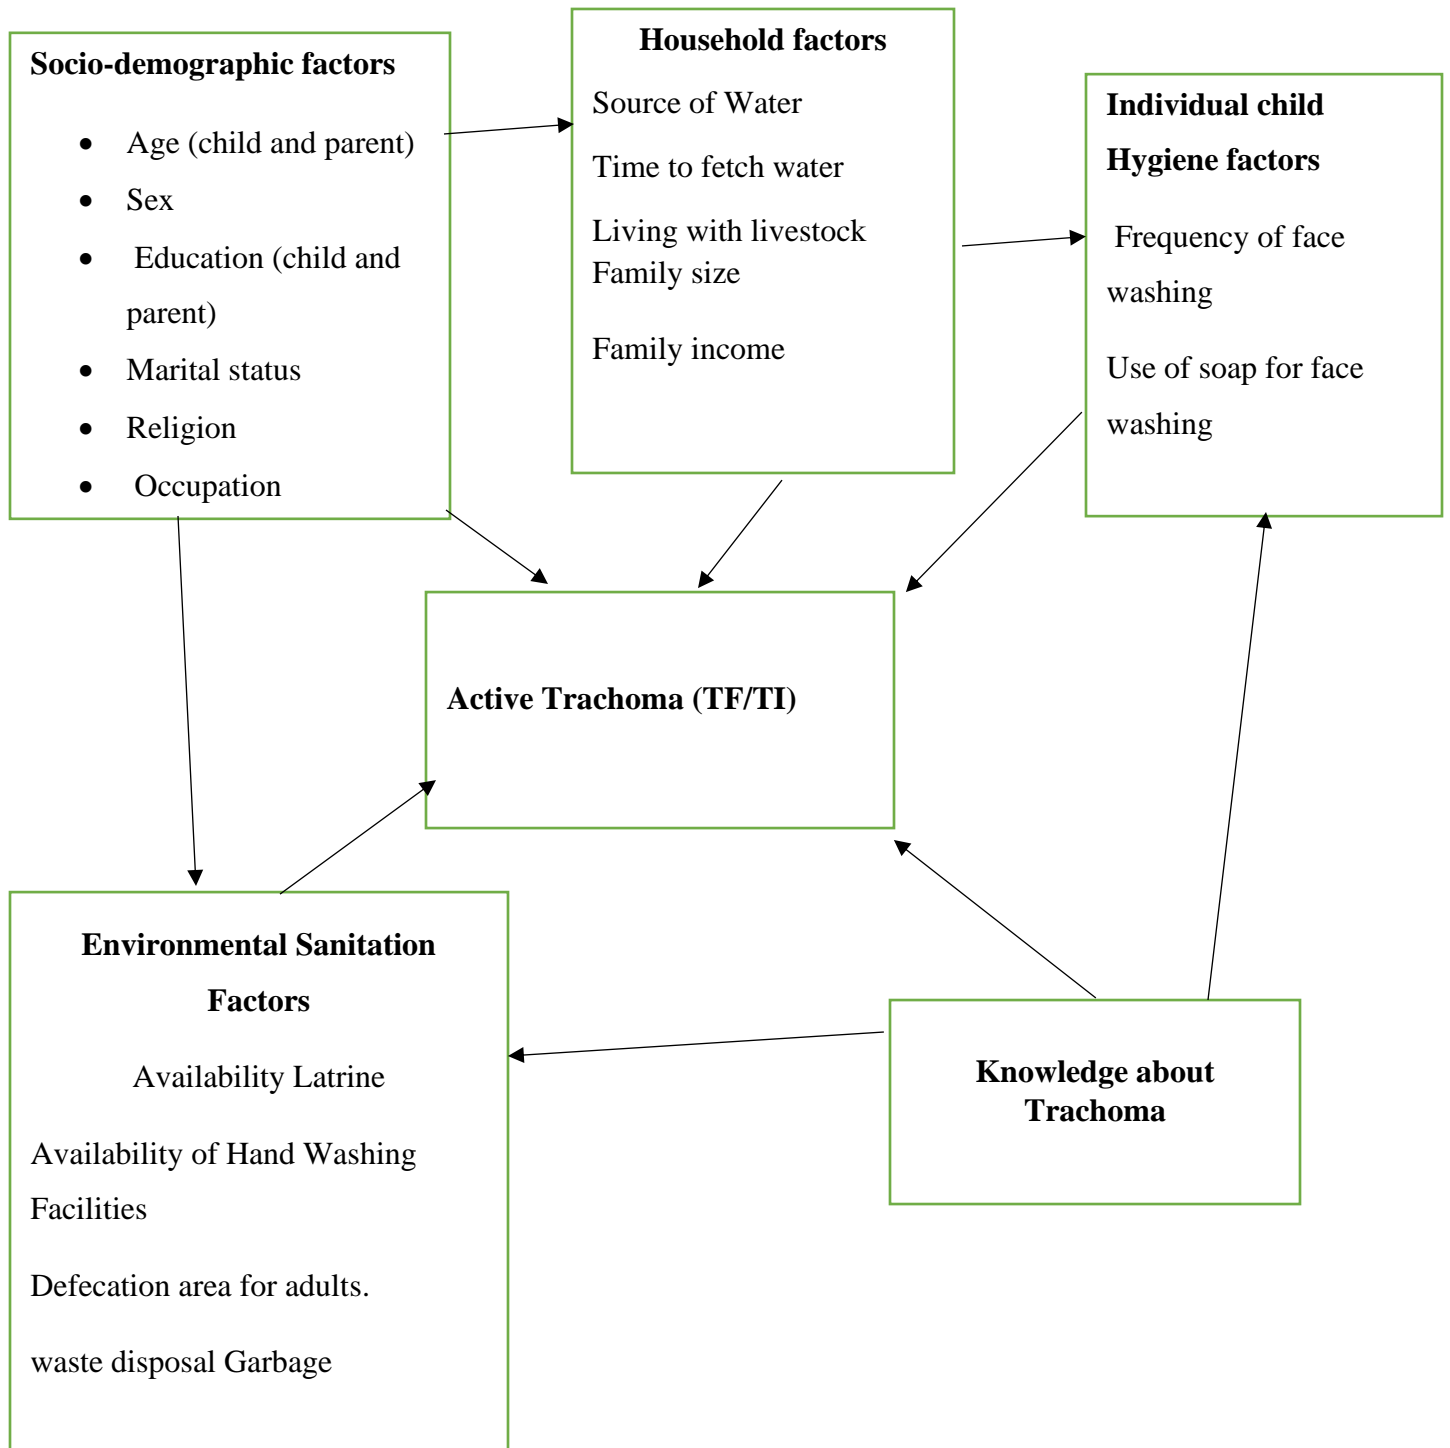 Socio-demographic factors
• Age (child and parent)
• Sex
• Education (child and
parent)
• Marital status
• Religion
• Occupation
Household factors
Source of Water
Time to fetch water
Living with livestock
Family size
Family income
Individual child
Hygiene factors
Frequency of face
washing
Use of soap for face
washing
Active Trachoma (TF/TI)
Environmental Sanitation
Factors
Availability Latrine
Availability of Hand Washing
Facilities
Defecation area for adults.
waste disposal Garbage
Knowledge about
Trachoma